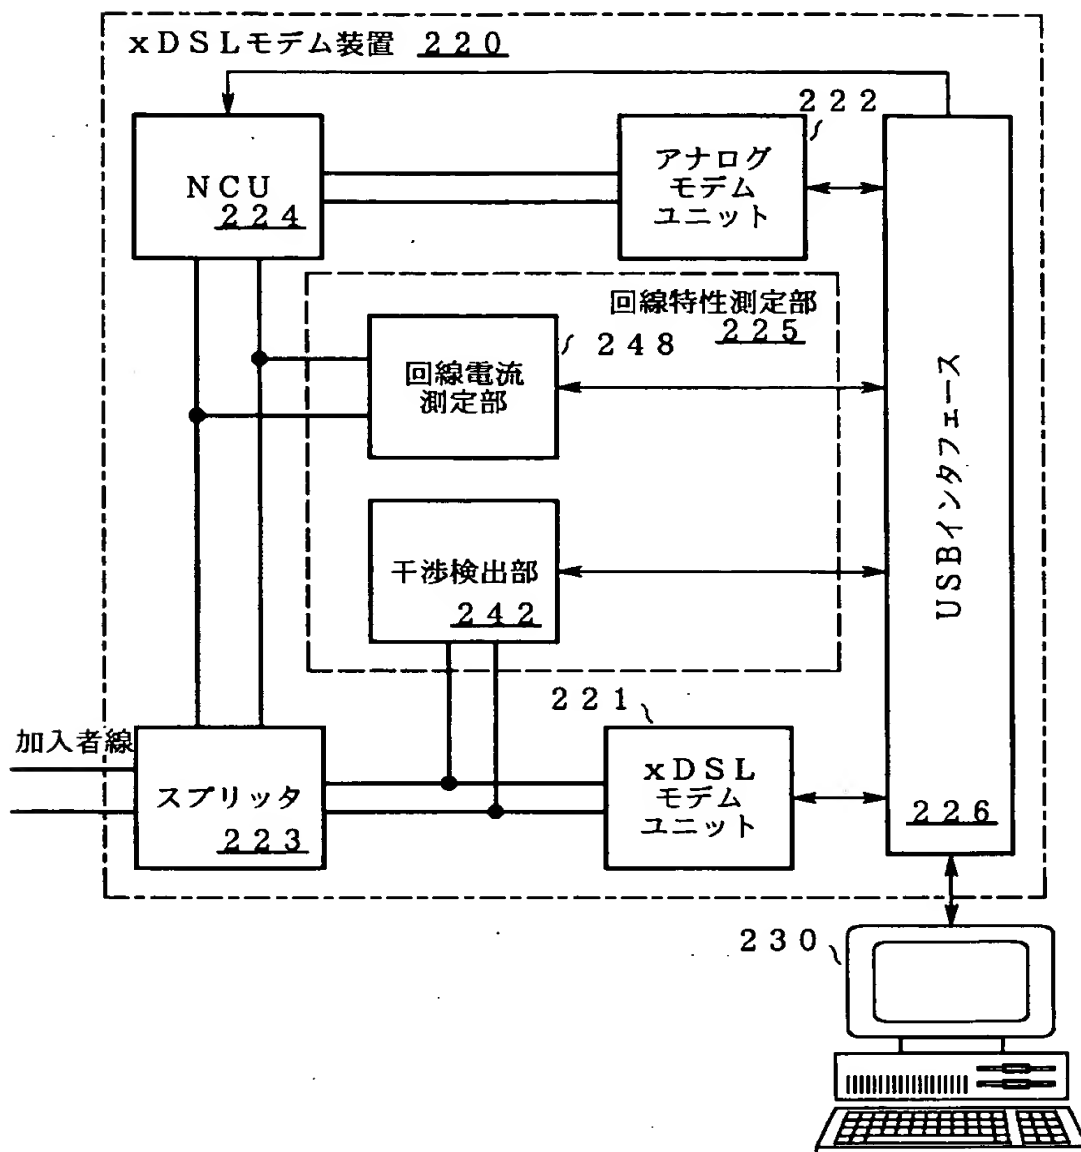 xDSLモデム装置 220
222
NCU
224
アナログ
モデム
ユニット
回線特性測定部
225
248
回線電流
測定部
干渉検出部
242
USBインタフェース
226
221
加入者線
スプリッタ
223
xDSL
モデム
ユニット
230